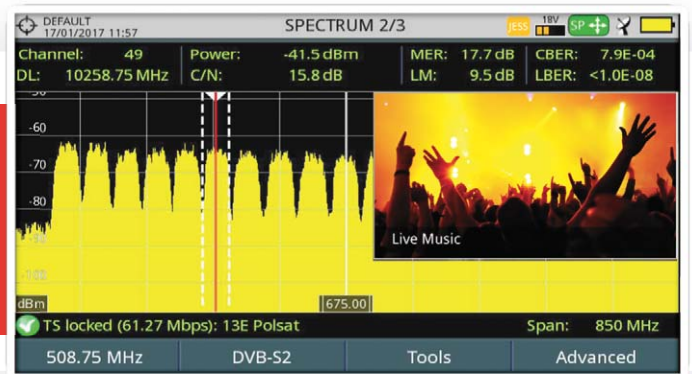 DEFAULT
17/01/2017 11:57
SPECTRUM 2/3
JESS
18V
SP
Channel: 49 Power: -41.5 dBm MER: 17.7 dB CBER: 7.9E-04
DL: 10258.75 MHz C/N: 15.8 dB LM: 9.5 dB LBER: <1.0E-08
-60
-70
-80
-90
-100
Live Music
dBm
675.00
TS locked (61.27 Mbps): 13E Polsat Span: 850 MHz
508.75 MHz DVB-S2 Tools Advanced